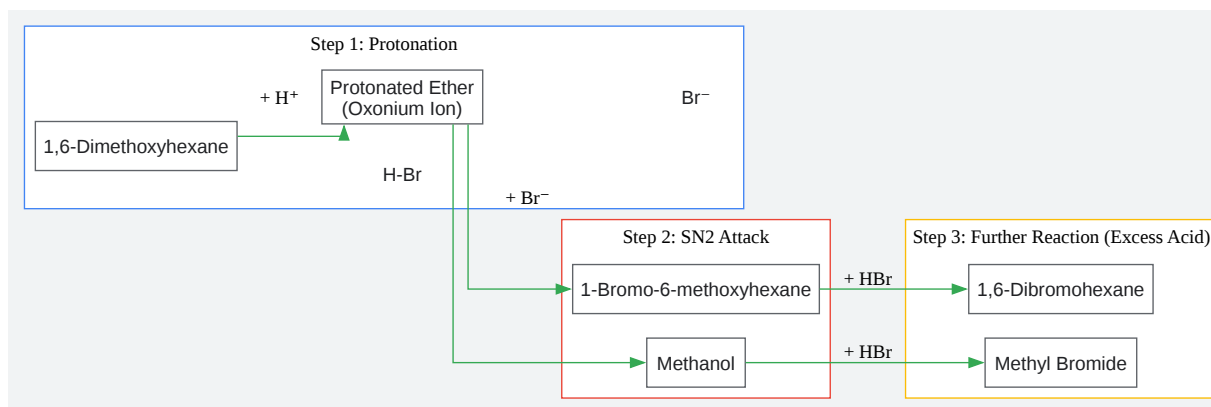 Step 1: Protonation
+ H⁺
Protonated Ether
(Oxonium Ion)
Br⁻
1,6-Dimethoxyhexane
H-Br
+ Br⁻
Step 2: SN2 Attack
Step 3: Further Reaction (Excess Acid)
1-Bromo-6-methoxyhexane
+ HBr
1,6-Dibromohexane
Methanol
+ HBr
Methyl Bromide